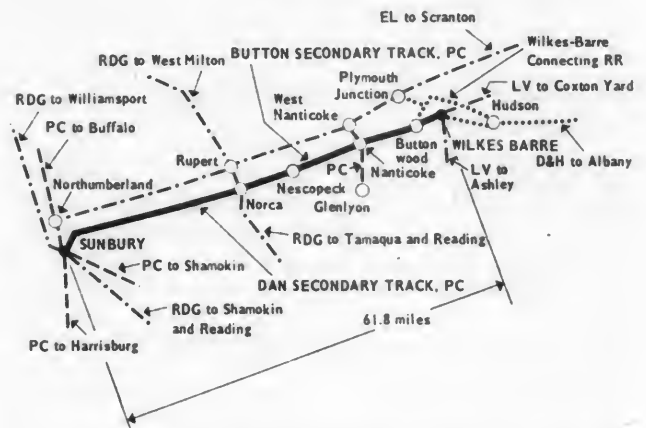 EL to Scranton
RDG to West Milton
BUTTON SECONDARY TRACK, PC
Wilkes-Barre
Connecting RR
Plymouth
Junction
LV to Coxton Yard
RDG to Williamsport
Hudson
PC to Buffalo
West
Nanticoke
Rupert
Button
wood
WILKES BARRE
D&H to Albany
Northumberland
PC
Nanticoke
LV to
Ashley
Nescopeck
Glenlyon
Norca
SUNBURY
RDG to Tamaqua and Reading
PC to Shamokin
DAN SECONDARY TRACK, PC
RDG to Shamokin
and Reading
61.8 miles
PC to Harrisburg